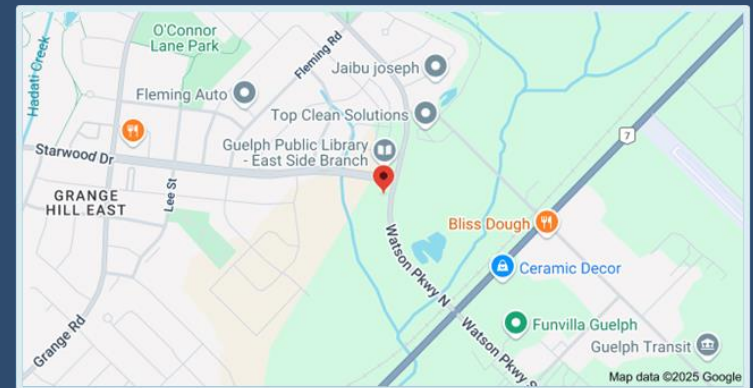 O'Connor
Lane Park
Hadati Creek
Fleming Rd
Jaibu joseph
Fleming Auto
Top Clean Solutions
Guelph Public Library
- East Side Branch
Starwood Dr
7
GRANGE
HILL EAST
Lee St
Bliss Dough
Watson Pkwy N
Ceramic Decor
Grange Rd
Watson Pkwy S
Funvilla Guelph
Guelph Transit
Map data ©2025 Google